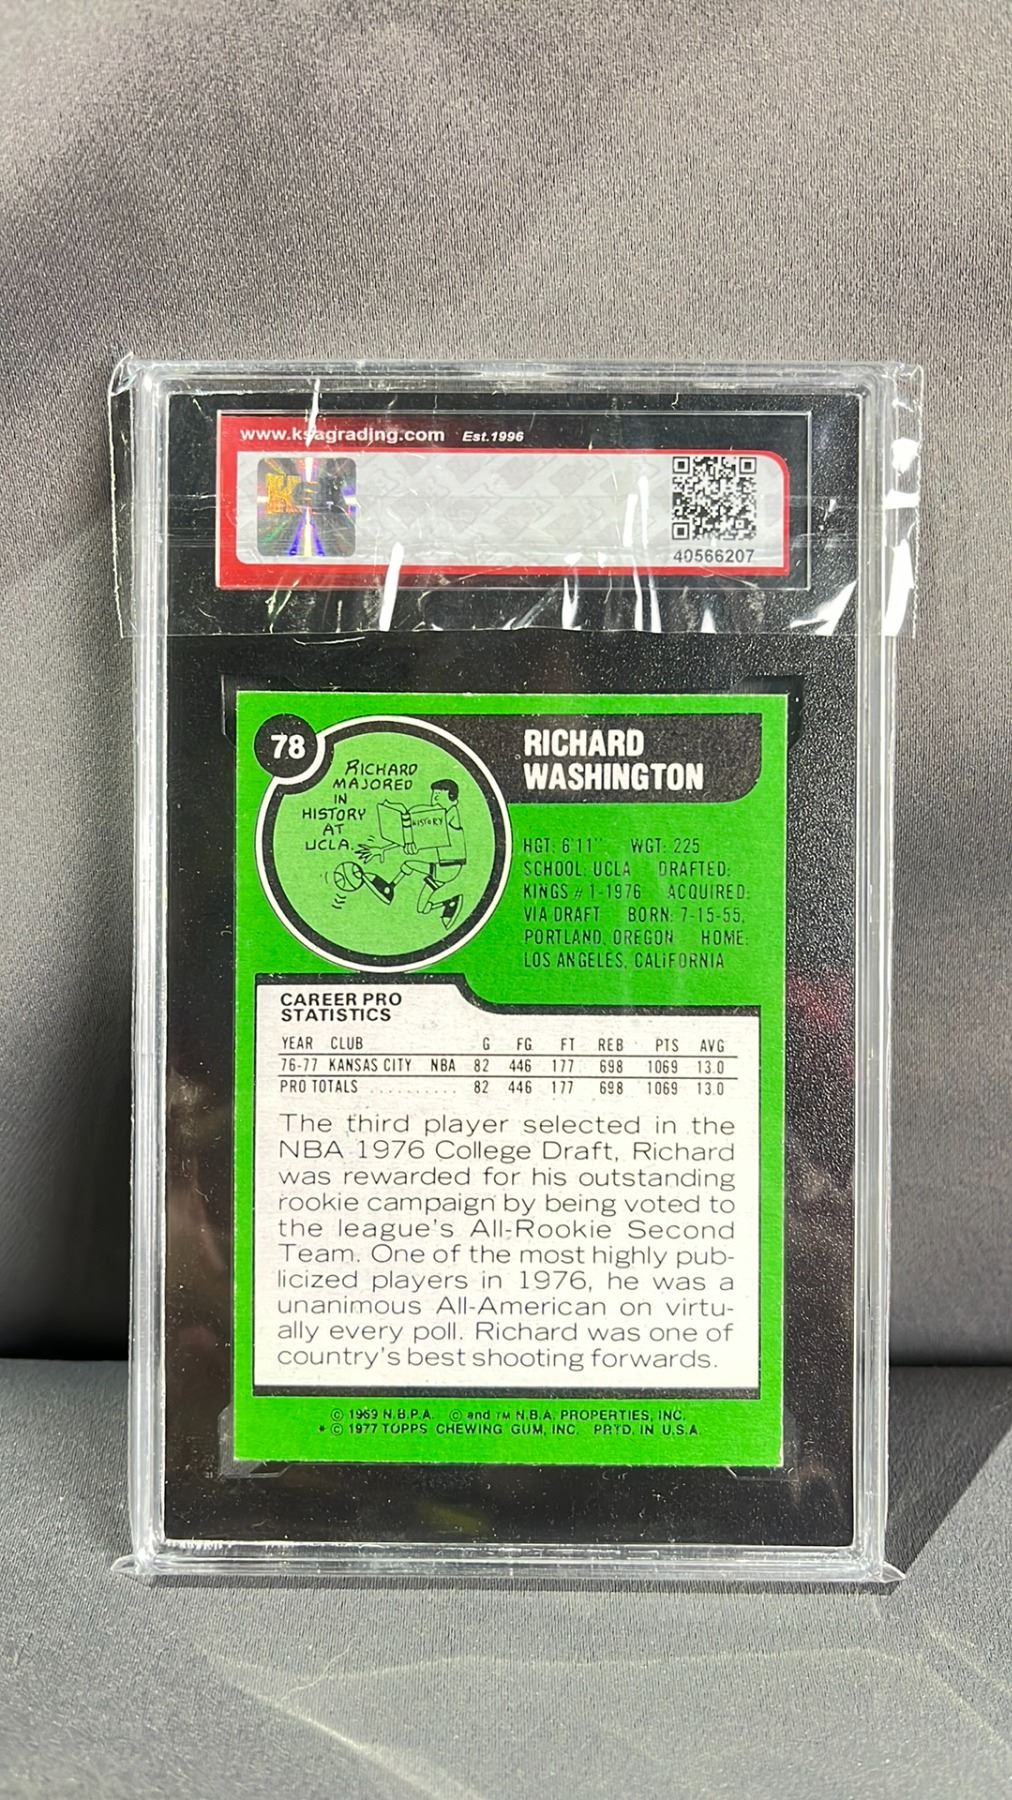 www.ksagrading.com Est.1996
40566207
78
RICHARD
WASHINGTON
RICHARD
MAJORED
IN
HISTORY
AT
UCLA.
HISTORY
HGT: 6'11" WGT: 225
SCHOOL: UCLA DRAFTED:
KINGS #1-1976 ACQUIRED:
VIA DRAFT BORN: 7-15-55,
PORTLAND, OREGON HOME:
LOS ANGELES, CALIFORNIA
CAREER PRO
STATISTICS
YEAR CLUB G FG FT REB PTS AVG
76-77 KANSAS CITY NBA 82 446 177 698 1069 13.0
PRO TOTALS .......... 82 446 177 698 1069 13.0
The third player selected in the
NBA 1976 College Draft, Richard
was rewarded for his outstanding
rookie campaign by being voted to
the league's All-Rookie Second
Team. One of the most highly pub-
licized players in 1976, he was a
unanimous All-American on virtu-
ally every poll. Richard was one of
country's best shooting forwards.
© 1969 N.B.P.A. © and TM N.B.A. PROPERTIES, INC.
* © 1977 TOPPS CHEWING GUM, INC. PRTD. IN U.S.A.